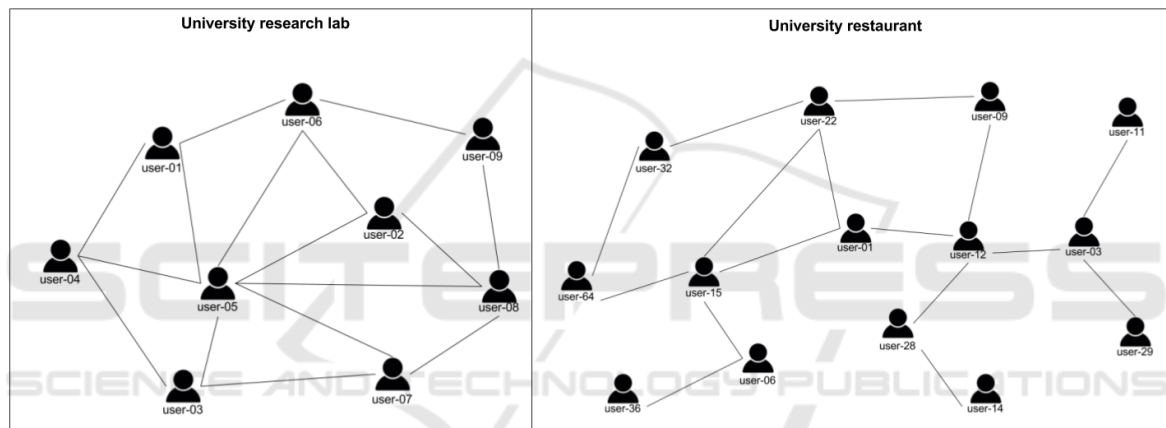 University research lab
user-06
user-01
user-09
user-02
user-04
user-05
user-08
user-03
user-07
University restaurant
user-22
user-09
user-11
user-32
user-01
user-12
user-03
user-64
user-15
user-28
user-29
user-06
user-36
user-14
SCITEPRESS
SCIENCE AND TECHNOLOGY PUBLICATIONS